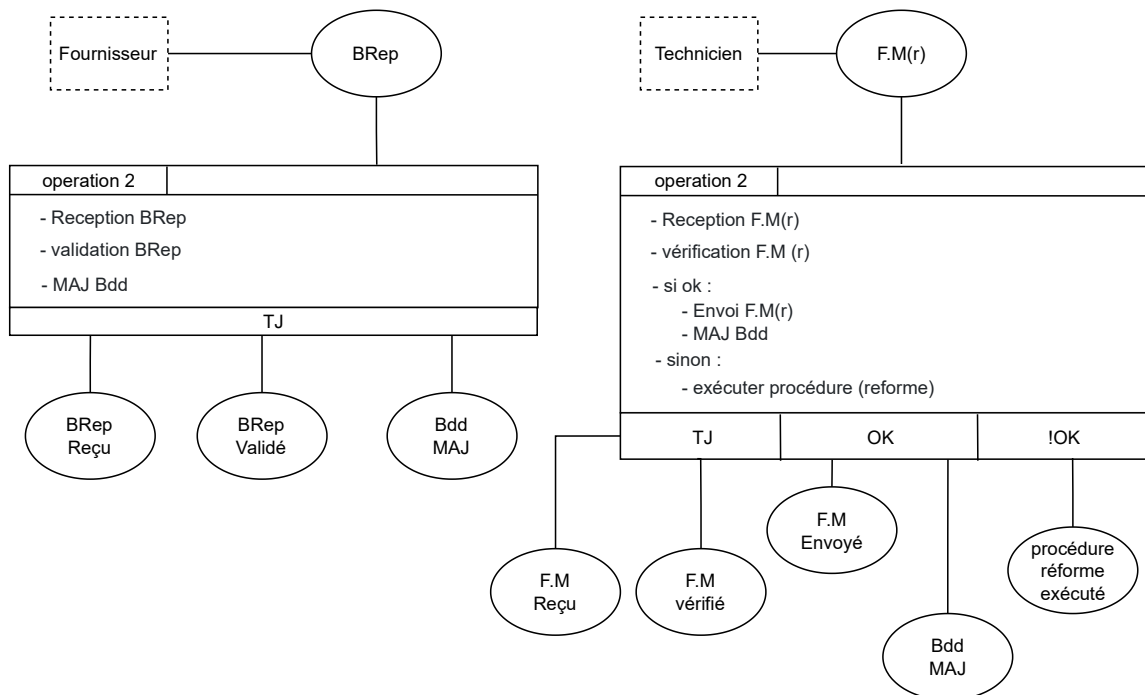 Fournisseur
BRep
operation 2
- Reception BRep
- validation BRep
- MAJ Bdd
TJ
BRep
Reçu
BRep
Validé
Bdd
MAJ
Technicien
F.M(r)
operation 2
- Reception F.M(r)
- vérification F.M (r)
- si ok :
- Envoi F.M(r)
- MAJ Bdd
- sinon :
- exécuter procédure (reforme)
TJ
OK
!OK
F.M
Reçu
F.M
vérifié
F.M
Envoyé
Bdd
MAJ
procédure
réforme
exécuté